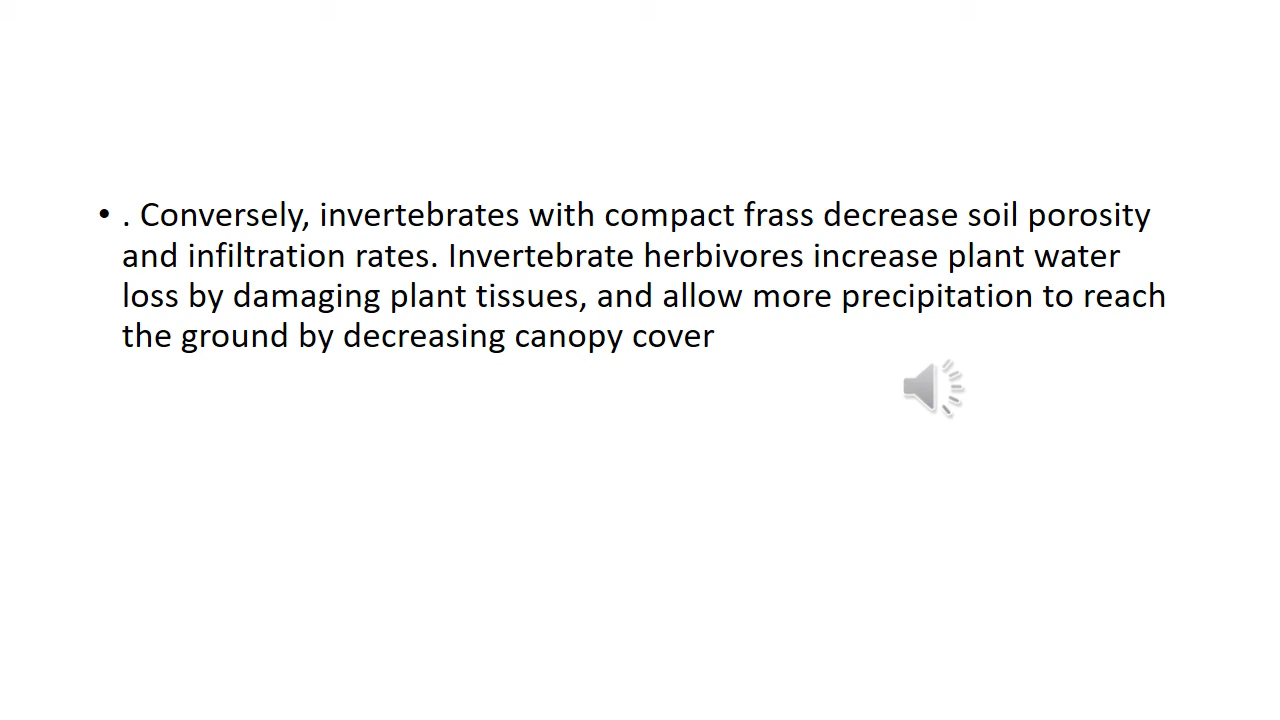 • . Conversely, invertebrates with compact frass decrease soil porosity
and infiltration rates. Invertebrate herbivores increase plant water
loss by damaging plant tissues, and allow more precipitation to reach
the ground by decreasing canopy cover